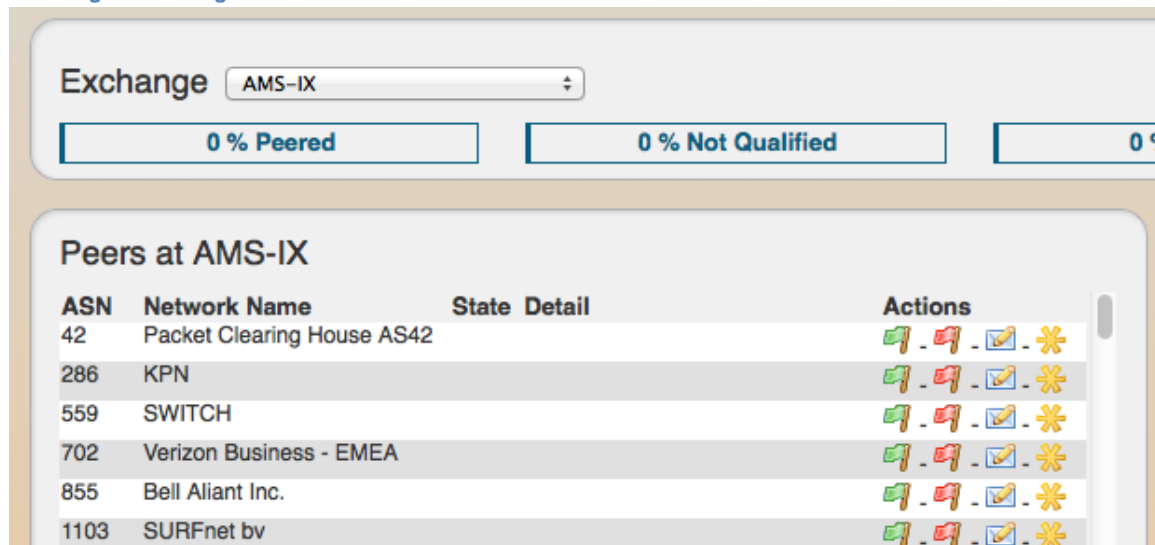 Exchange AMS-IX
0 % Peered 0 % Not Qualified 0
Peers at AMS-IX
ASN Network Name State Detail Actions
42 Packet Clearing House AS42
286 KPN
559 SWITCH
702 Verizon Business - EMEA
855 Bell Aliant Inc.
1103 SURFnet bv